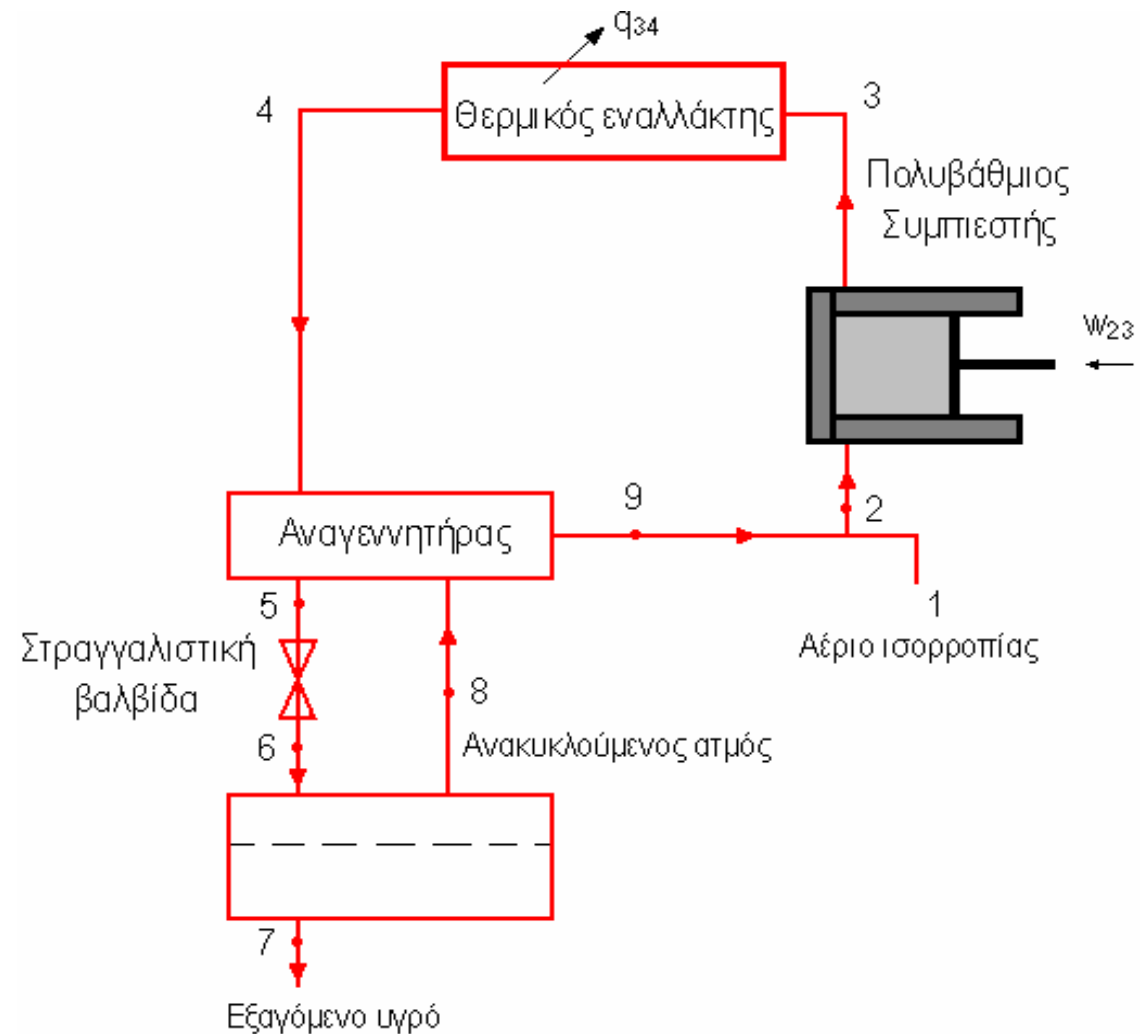 q34
4
Θερμικός εναλλάκτης
3
Πολυβάθμιος
Συμπιεστής
w23
Αναγεννητήρας
9
2
5
1
Στραγγαλιστική
βαλβίδα
Αέριο ισορροπίας
8
6
Ανακυκλούμενος ατμός
7
Εξαγόμενο υγρό